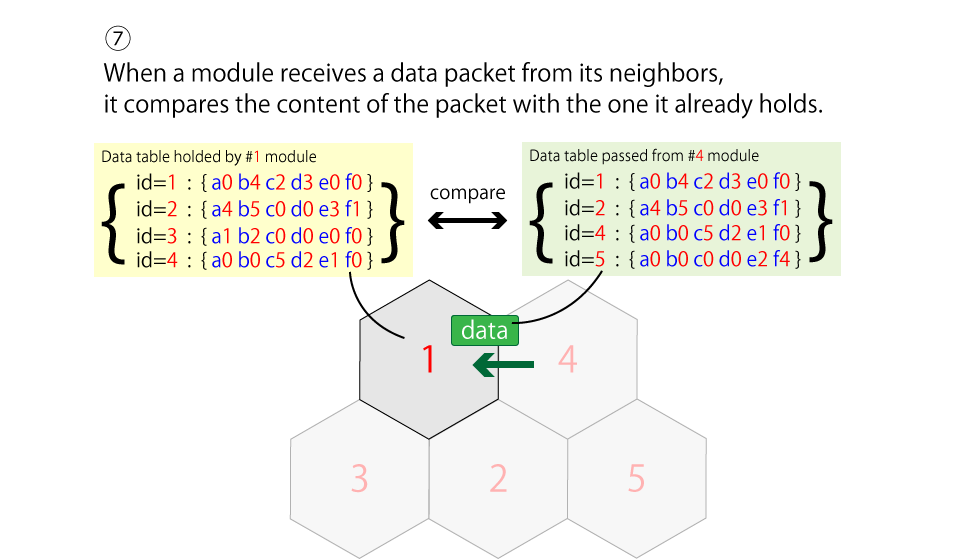 ⑦
When a module receives a data packet from its neighbors,
it compares the content of the packet with the one it already holds.
Data table holded by #1 module
id=1 : { a0 b4 c2 d3 e0 f0 }
id=2 : { a4 b5 c0 d0 e3 f1 }
id=3 : { a1 b2 c0 d0 e0 f0 }
id=4 : { a0 b0 c5 d2 e1 f0 }
compare
Data table passed from #4 module
id=1 : { a0 b4 c2 d3 e0 f0 }
id=2 : { a4 b5 c0 d0 e3 f1 }
id=4 : { a0 b0 c5 d2 e1 f0 }
id=5 : { a0 b0 c0 d0 e2 f4 }
data
1 4
3 2 5